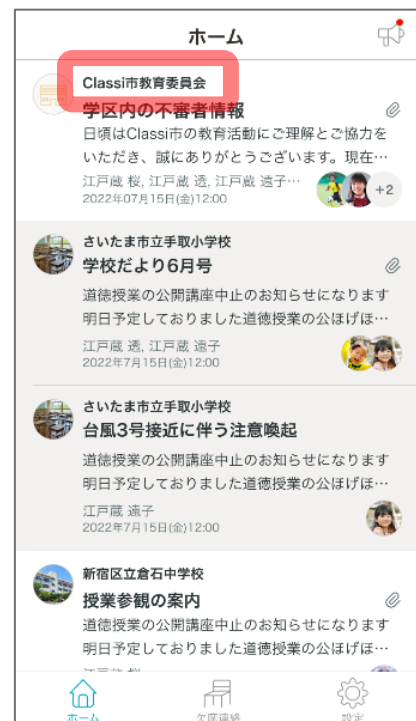 ホーム
Classi市教育委員会
学区内の不審者情報
日頃はClassi市の教育活動にご理解とご協力を
いただき、誠にありがとうございます。現在…
江戸蔵 桜, 江戸蔵 透, 江戸蔵 造子…
+2
2022年07月15日(金)12:00
さいたま市立手取小学校
学校だより6月号
道徳授業の公開講座中止のお知らせになります
明日予定しておりました道徳授業の公ほげほ…
江戸蔵 透, 江戸蔵 遠子
2022年7月15日(金)12:00
さいたま市立手取小学校
台風3号接近に伴う注意喚起
道徳授業の公開講座中止のお知らせになります
明日予定しておりました道徳授業の公ほげほ…
江戸蔵 遠子
2022年7月15日(金)12:00
新宿区立倉石中学校
授業参観の案内
道徳授業の公開講座中止のお知らせになります
明日予定しておりました道徳授業の公ほげほ…
ホーム
欠席連絡
設定